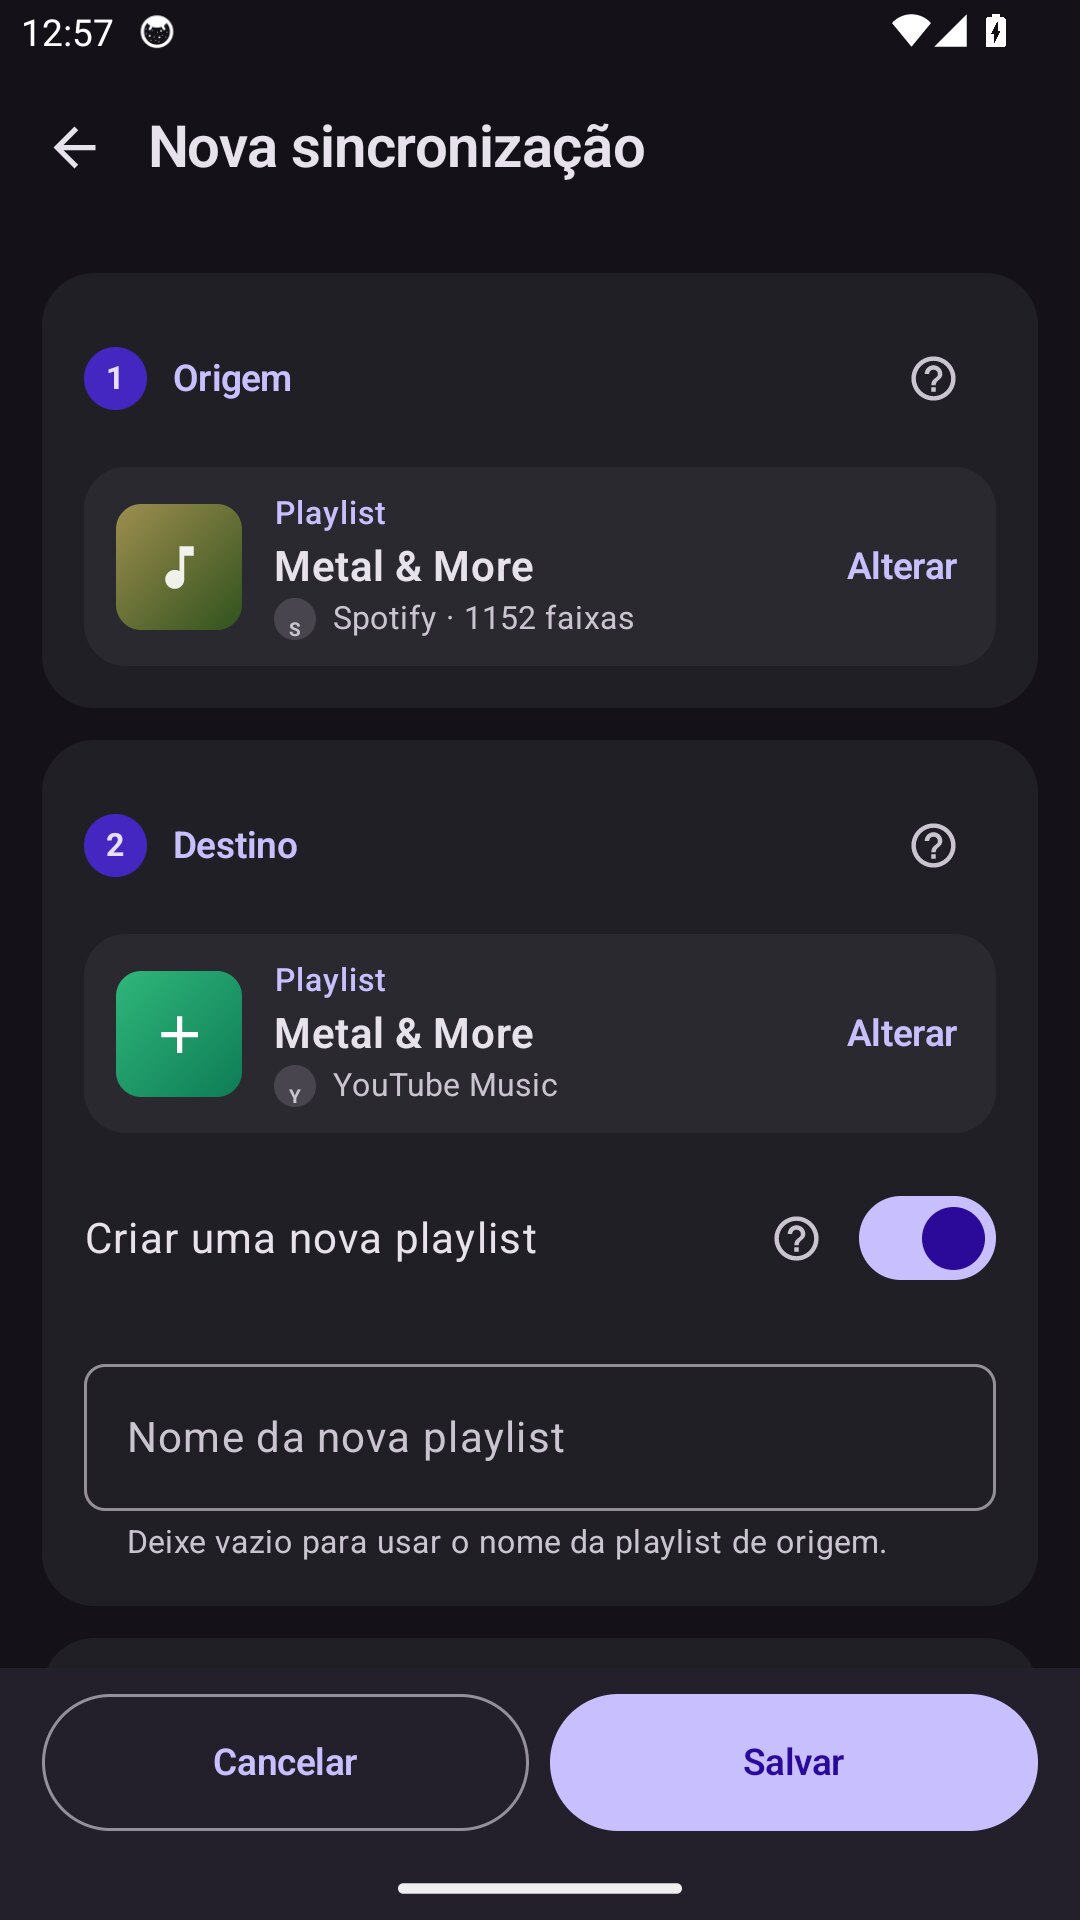 12:57
Nova sincronização
1 Origem
Playlist
Metal & More
Alterar
S Spotify · 1152 faixas
2 Destino
Playlist
Metal & More
Alterar
Y YouTube Music
Criar uma nova playlist
Nome da nova playlist
Deixe vazio para usar o nome da playlist de origem.
Cancelar
Salvar